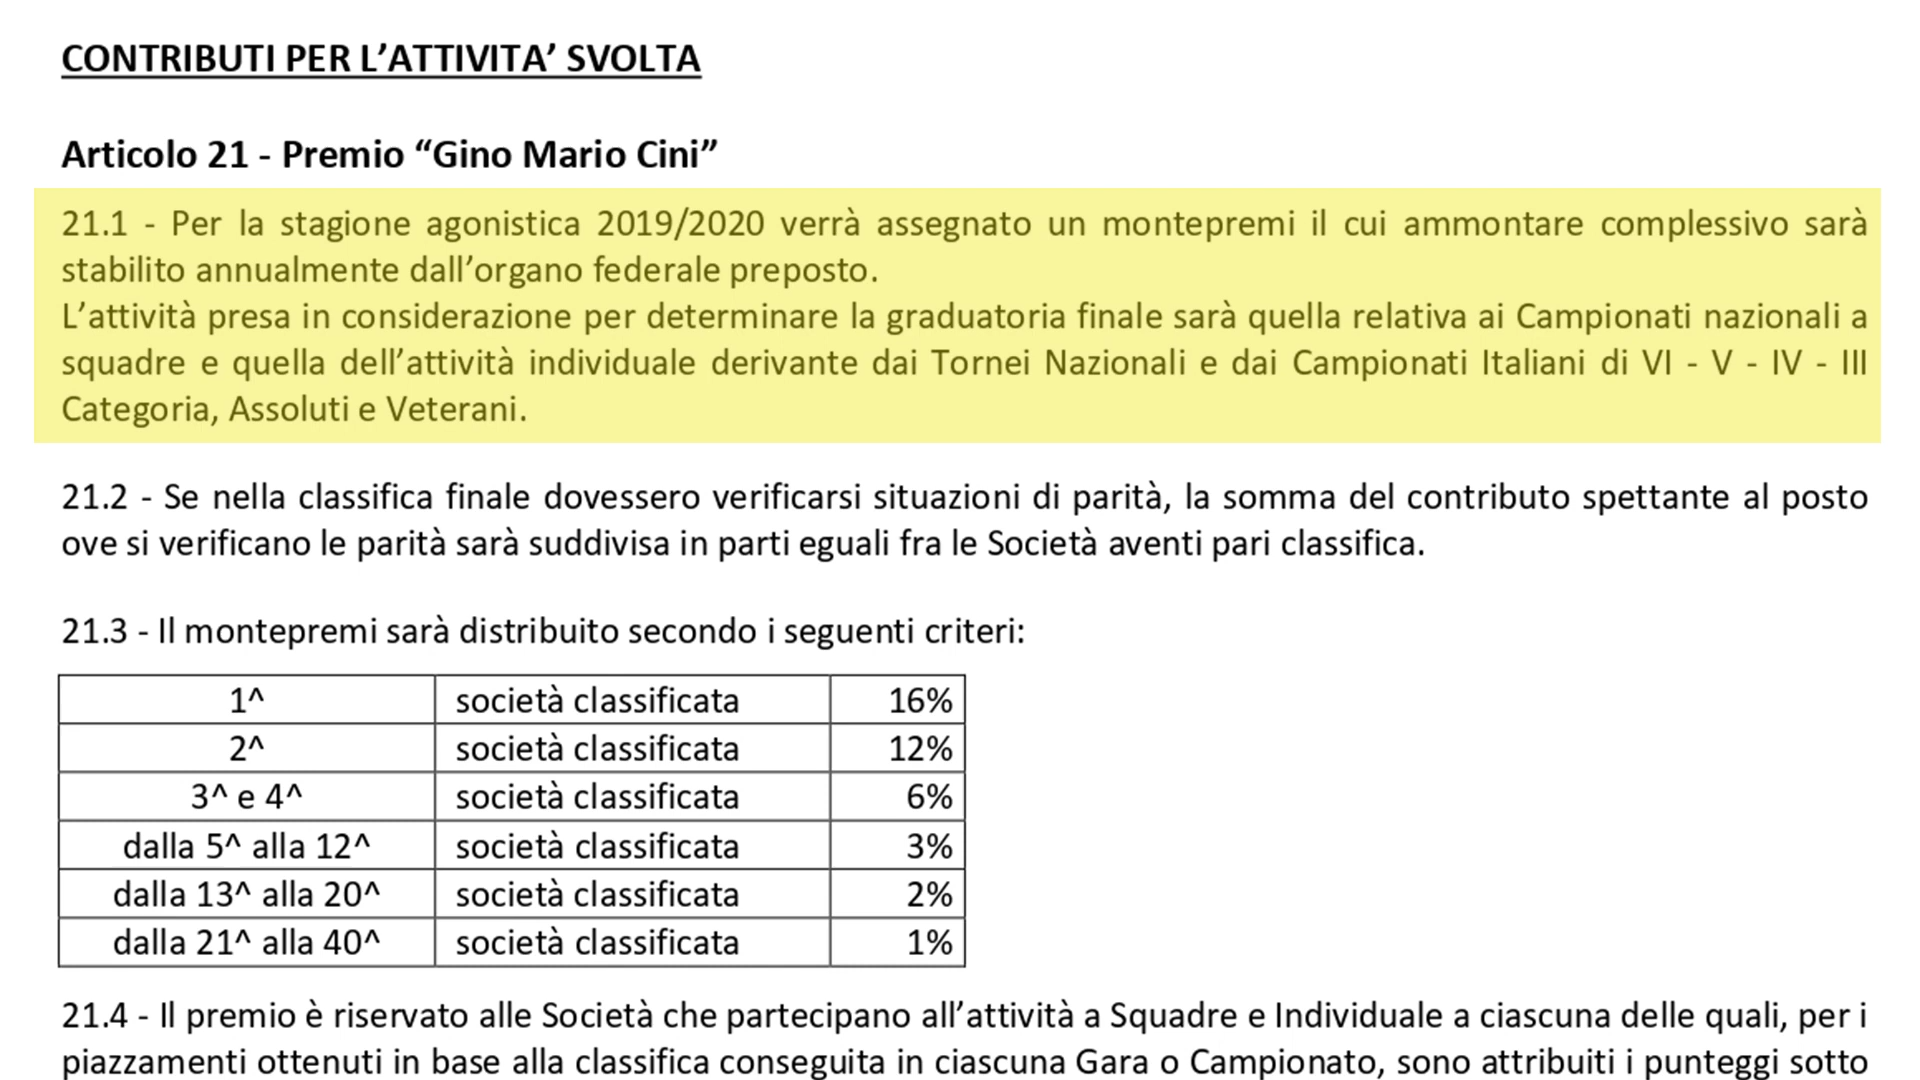 CONTRIBUTI PER L’ATTIVITA’ SVOLTA
Articolo 21 - Premio “Gino Mario Cini”
21.1 - Per la stagione agonistica 2019/2020 verrà assegnato un montepremi il cui ammontare complessivo sarà
stabilito annualmente dall’organo federale preposto.
L’attività presa in considerazione per determinare la graduatoria finale sarà quella relativa ai Campionati nazionali a
squadre e quella dell’attività individuale derivante dai Tornei Nazionali e dai Campionati Italiani di VI - V - IV - III
Categoria, Assoluti e Veterani.
21.2 - Se nella classifica finale dovessero verificarsi situazioni di parità, la somma del contributo spettante al posto
ove si verificano le parità sarà suddivisa in parti eguali fra le Società aventi pari classifica.
21.3 - Il montepremi sarà distribuito secondo i seguenti criteri:
1^ società classificata 16%
2^ società classificata 12%
3^ e 4^ società classificata 6%
dalla 5^ alla 12^ società classificata 3%
dalla 13^ alla 20^ società classificata 2%
dalla 21^ alla 40^ società classificata 1%
21.4 - Il premio è riservato alle Società che partecipano all’attività a Squadre e Individuale a ciascuna delle quali, per i
piazzamenti ottenuti in base alla classifica conseguita in ciascuna Gara o Campionato, sono attribuiti i punteggi sotto